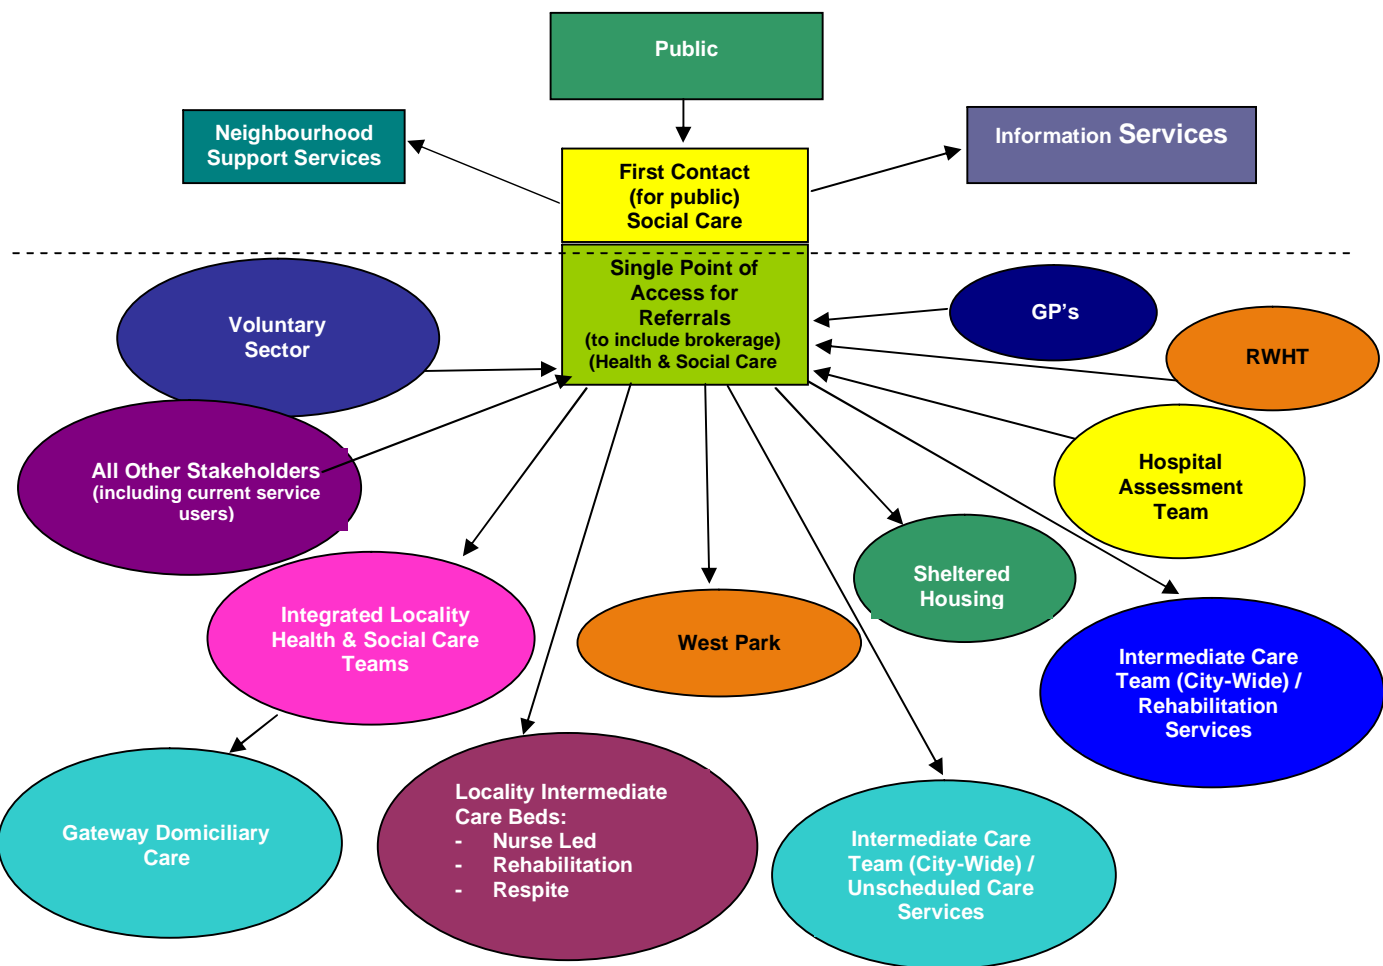 Public
Neighbourhood
Support Services
Information Services
First Contact
(for public)
Social Care
Single Point of
Access for
Referrals
(to include brokerage)
(Health & Social Care
Voluntary
Sector
GP's
RWHT
All Other Stakeholders
(including current service
users)
Hospital
Assessment
Team
Sheltered
Housing
Integrated Locality
Health & Social Care
Teams
West Park
Intermediate Care
Team (City-Wide) /
Rehabilitation
Services
Gateway Domiciliary
Care
Locality Intermediate
Care Beds:
- Nurse Led
- Rehabilitation
- Respite
Intermediate Care
Team (City-Wide) /
Unscheduled Care
Services